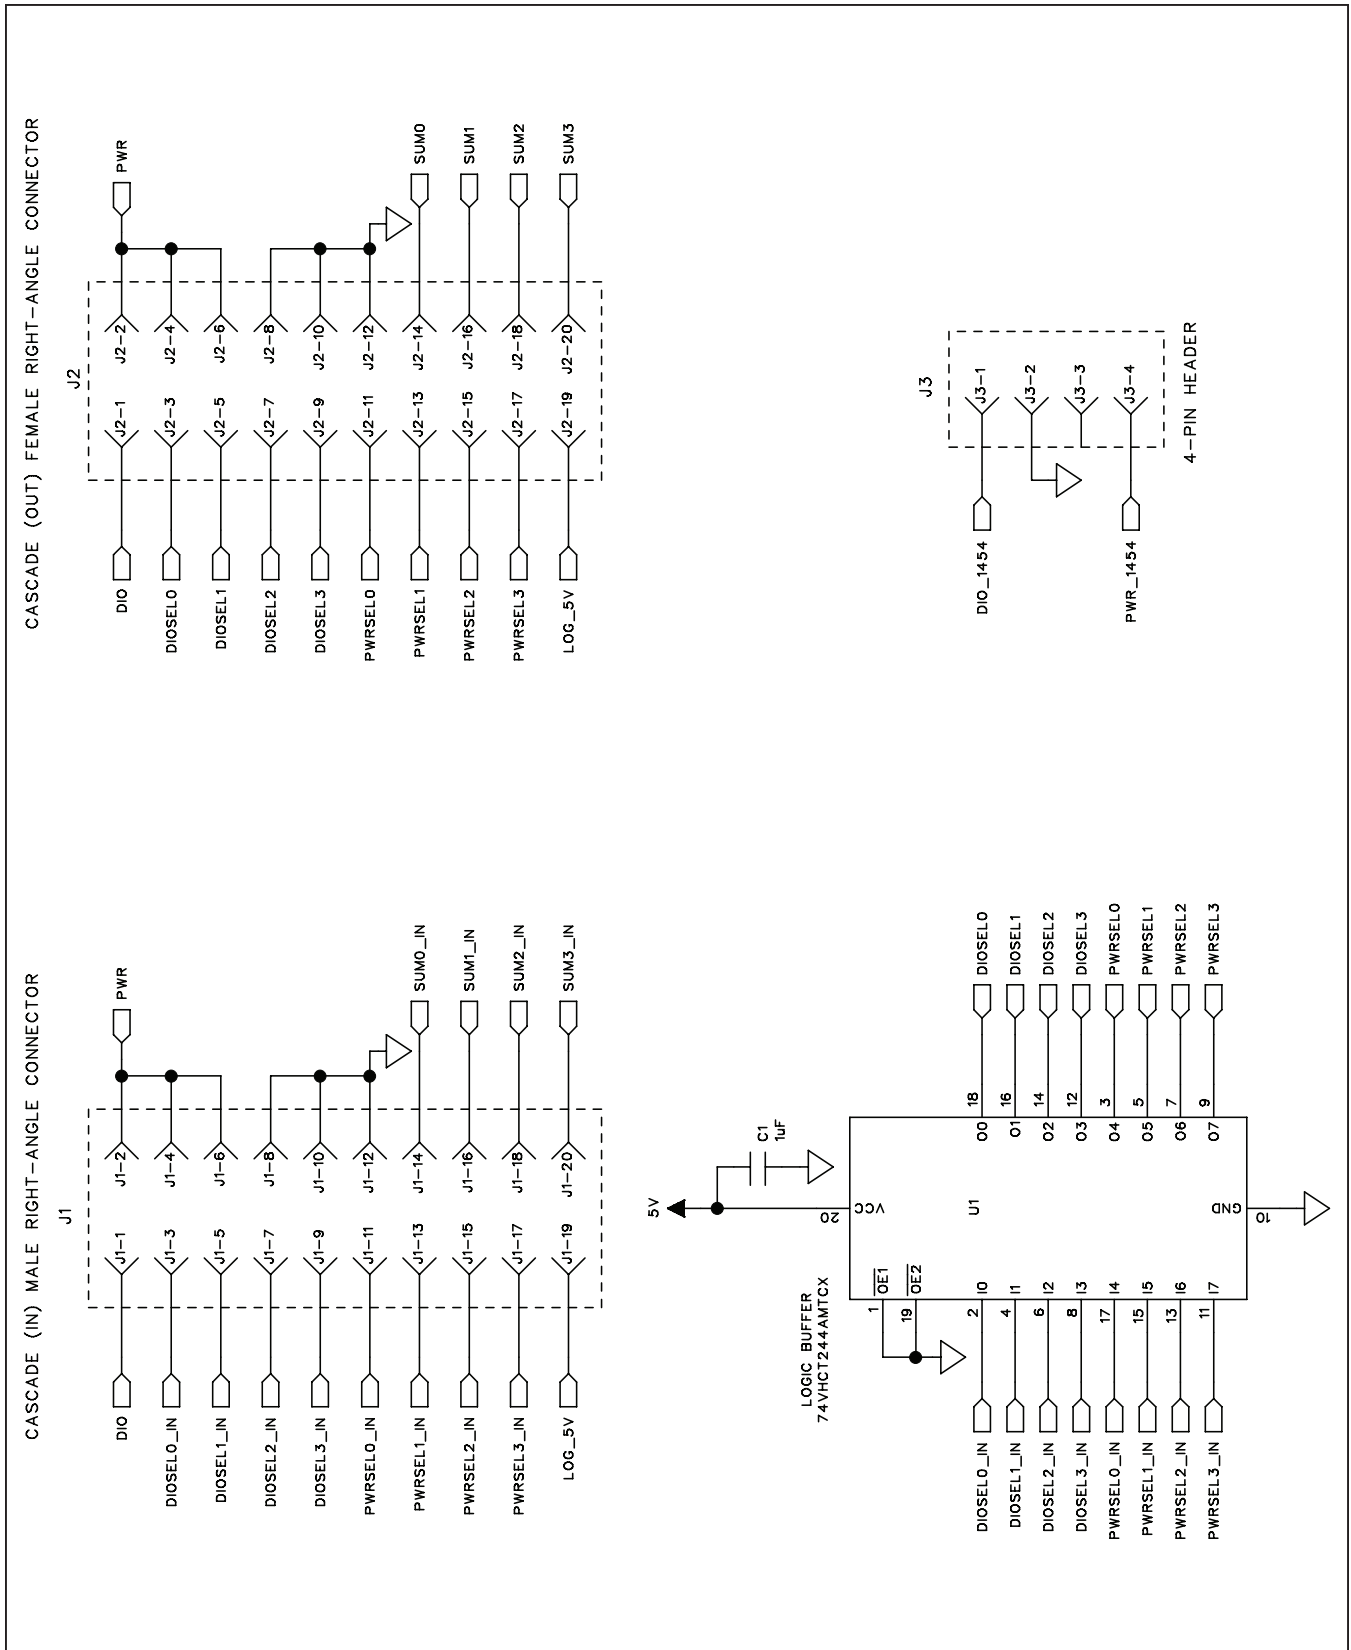 CASCADE (IN) MALE RIGHT-ANGLE CONNECTOR
J1
DIO
J1-1
J1-2
PWR
DIOSEL0_IN
J1-3
J1-4
DIOSEL1_IN
J1-5
J1-6
DIOSEL2_IN
J1-7
J1-8
DIOSEL3_IN
J1-9
J1-10
PWRSEL0_IN
J1-11
J1-12
PWRSEL1_IN
J1-13
J1-14
SUM0_IN
PWRSEL2_IN
J1-15
J1-16
SUM1_IN
PWRSEL3_IN
J1-17
J1-18
SUM2_IN
LOG_5V
J1-19
J1-20
SUM3_IN
CASCADE (OUT) FEMALE RIGHT-ANGLE CONNECTOR
J2
DIO
J2-1
J2-2
PWR
DIOSEL0
J2-3
J2-4
DIOSEL1
J2-5
J2-6
DIOSEL2
J2-7
J2-8
DIOSEL3
J2-9
J2-10
PWRSEL0
J2-11
J2-12
PWRSEL1
J2-13
J2-14
SUM0
PWRSEL2
J2-15
J2-16
SUM1
PWRSEL3
J2-17
J2-18
SUM2
LOG_5V
J2-19
J2-20
SUM3
5V
C1
1uF
LOGIC BUFFER
74VHCT244AMTCX
20
VCC
1
OE1
19
OE2
U1
DIOSEL0_IN
2
I0
O0
18
DIOSEL0
DIOSEL1_IN
4
I1
O1
16
DIOSEL1
DIOSEL2_IN
6
I2
O2
14
DIOSEL2
DIOSEL3_IN
8
I3
O3
12
DIOSEL3
PWRSEL0_IN
17
I4
O4
3
PWRSEL0
PWRSEL1_IN
15
I5
O5
5
PWRSEL1
PWRSEL2_IN
13
I6
O6
7
PWRSEL2
PWRSEL3_IN
11
I7
O7
9
PWRSEL3
GND
10
J3
DIO_1454
J3-1
J3-2
J3-3
PWR_1454
J3-4
4-PIN HEADER